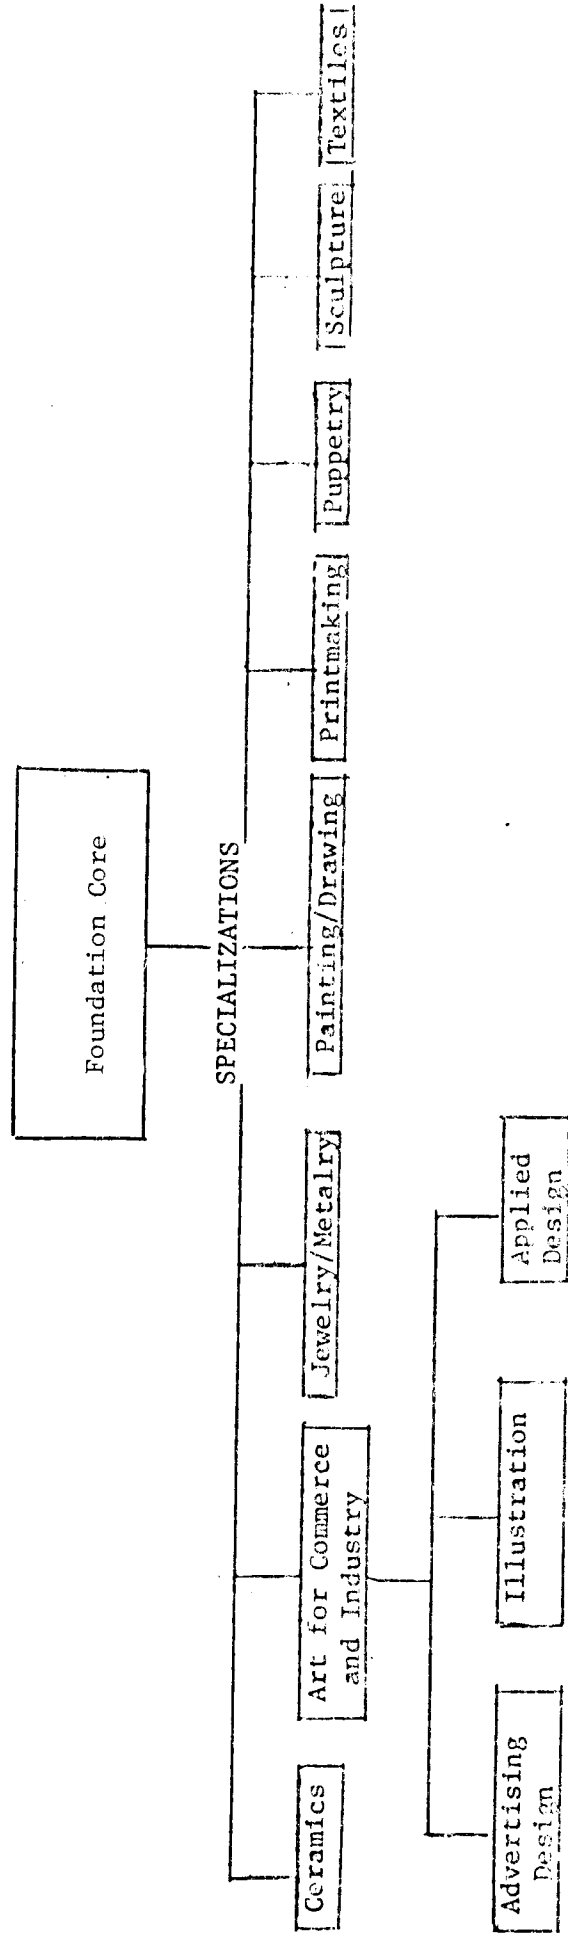 Foundation Core
SPECIALIZATIONS
Ceramics
Art for Commerce
and Industry
Jewelry/Metalry
Painting/Drawing
Printmaking
Puppetry
Sculpture
Textiles
Advertising
Design
Illustration
Applied
Design